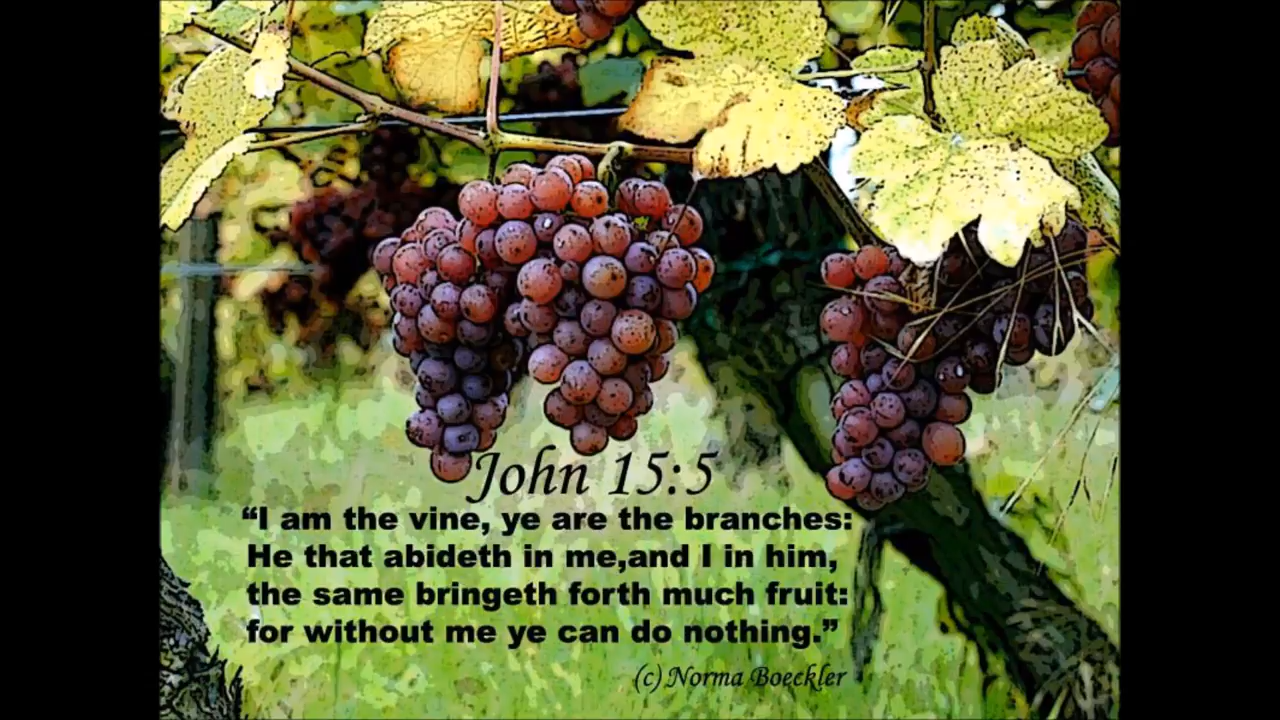 John 15:5
“I am the vine, ye are the branches:
He that abideth in me,and I in him,
the same bringeth forth much fruit:
for without me ye can do nothing.”
(c) Norma Boeckler